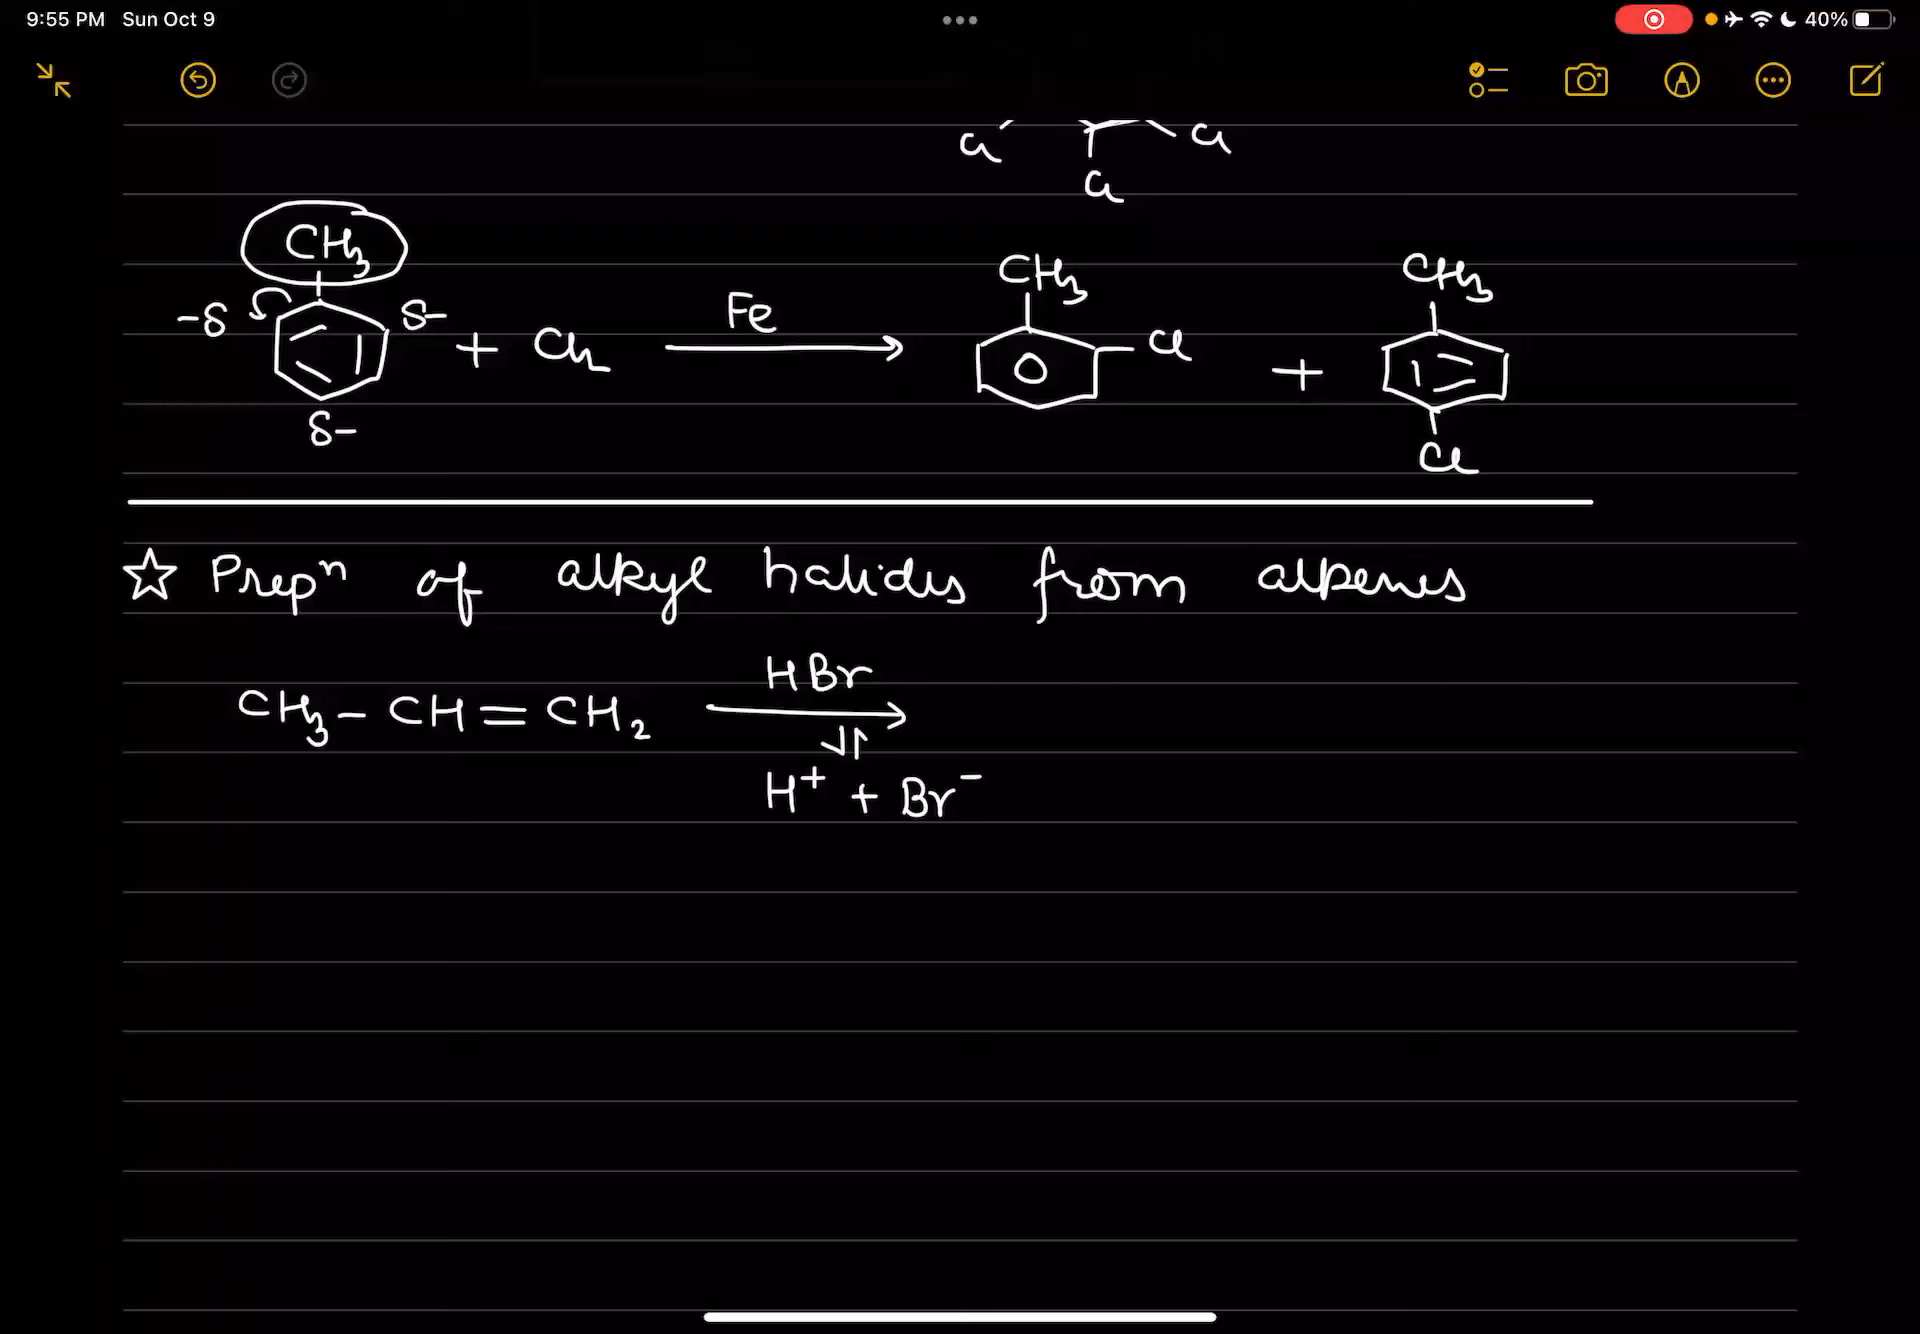 9:55 PM Sun Oct 9
40%
Cl Cl
Cl
CH3 CH3 CH3
-δ δ- + Cl2 Fe → Cl +
δ- Cl
☆ Prepⁿ of alkyl halides from alkenes
HBr
CH3 - CH = CH2 →
⇌
H⁺ + Br⁻